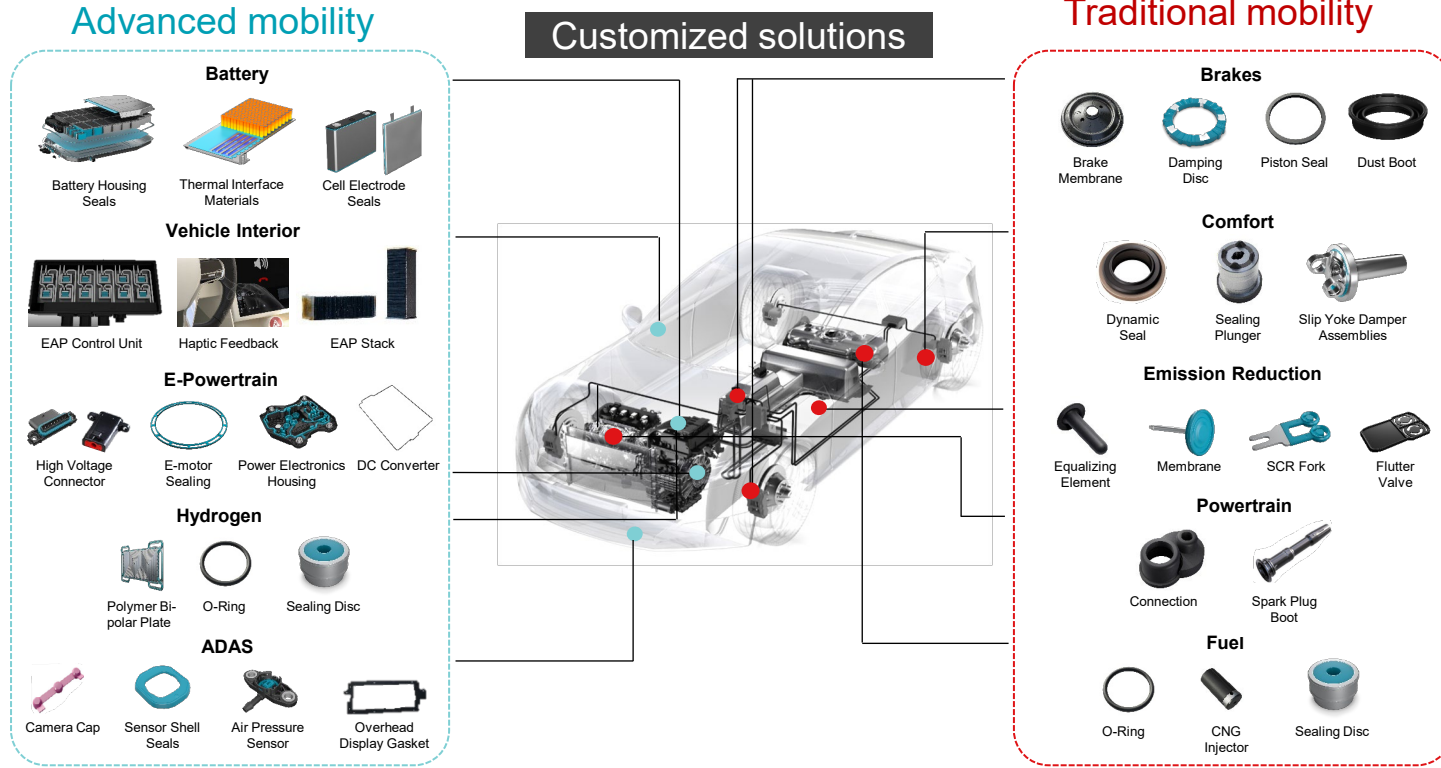 Advanced mobility
Customized solutions
Traditional mobility
Battery
Battery Housing
Seals
Thermal Interface
Materials
Cell Electrode
Seals
Vehicle Interior
EAP Control Unit
Haptic Feedback
EAP Stack
E-Powertrain
High Voltage
Connector
E-motor
Sealing
Power Electronics
Housing
DC Converter
Hydrogen
Polymer Bi-
polar Plate
O-Ring
Sealing Disc
ADAS
Camera Cap
Sensor Shell
Seals
Air Pressure
Sensor
Overhead
Display Gasket
Brakes
Brake
Membrane
Damping
Disc
Piston Seal
Dust Boot
Comfort
Dynamic
Seal
Sealing
Plunger
Slip Yoke Damper
Assemblies
Emission Reduction
Equalizing
Element
Membrane
SCR Fork
Flutter
Valve
Powertrain
Connection
Spark Plug
Boot
Fuel
O-Ring
CNG
Injector
Sealing Disc